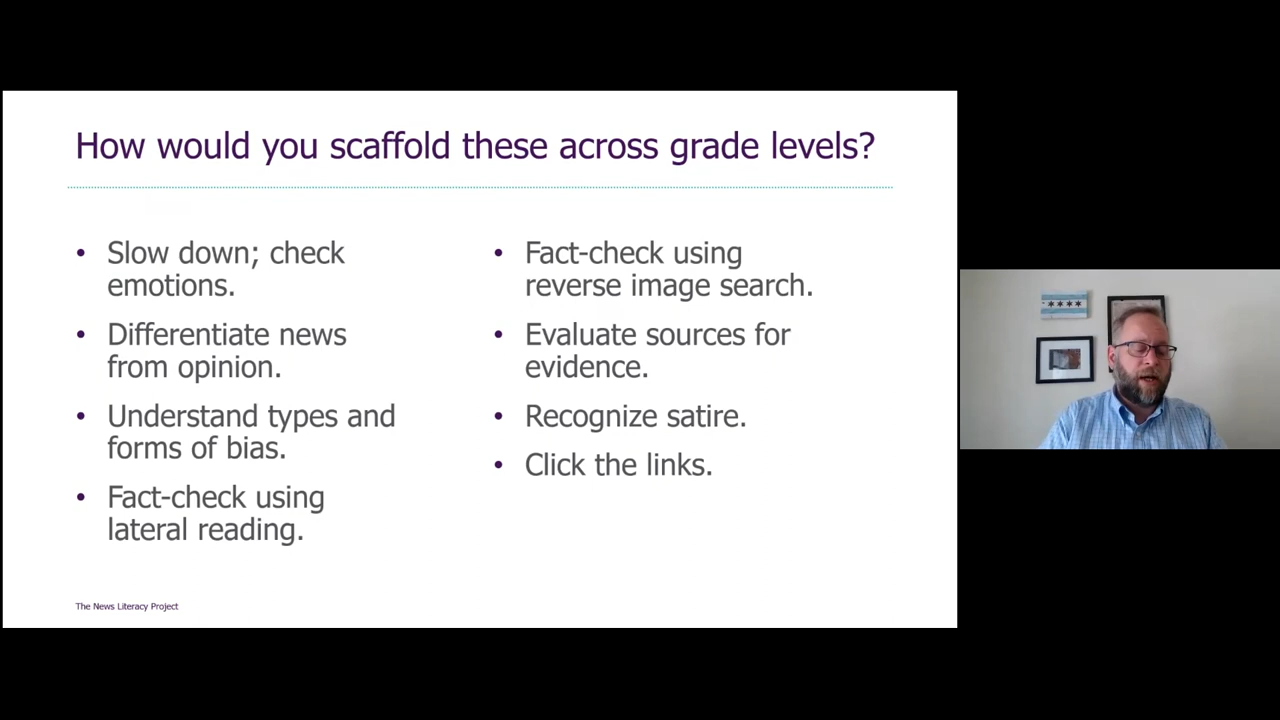 How would you scaffold these across grade levels?
• Slow down; check
emotions.
• Differentiate news
from opinion.
• Understand types and
forms of bias.
• Fact-check using
lateral reading.
• Fact-check using
reverse image search.
• Evaluate sources for
evidence.
• Recognize satire.
• Click the links.
The News Literacy Project